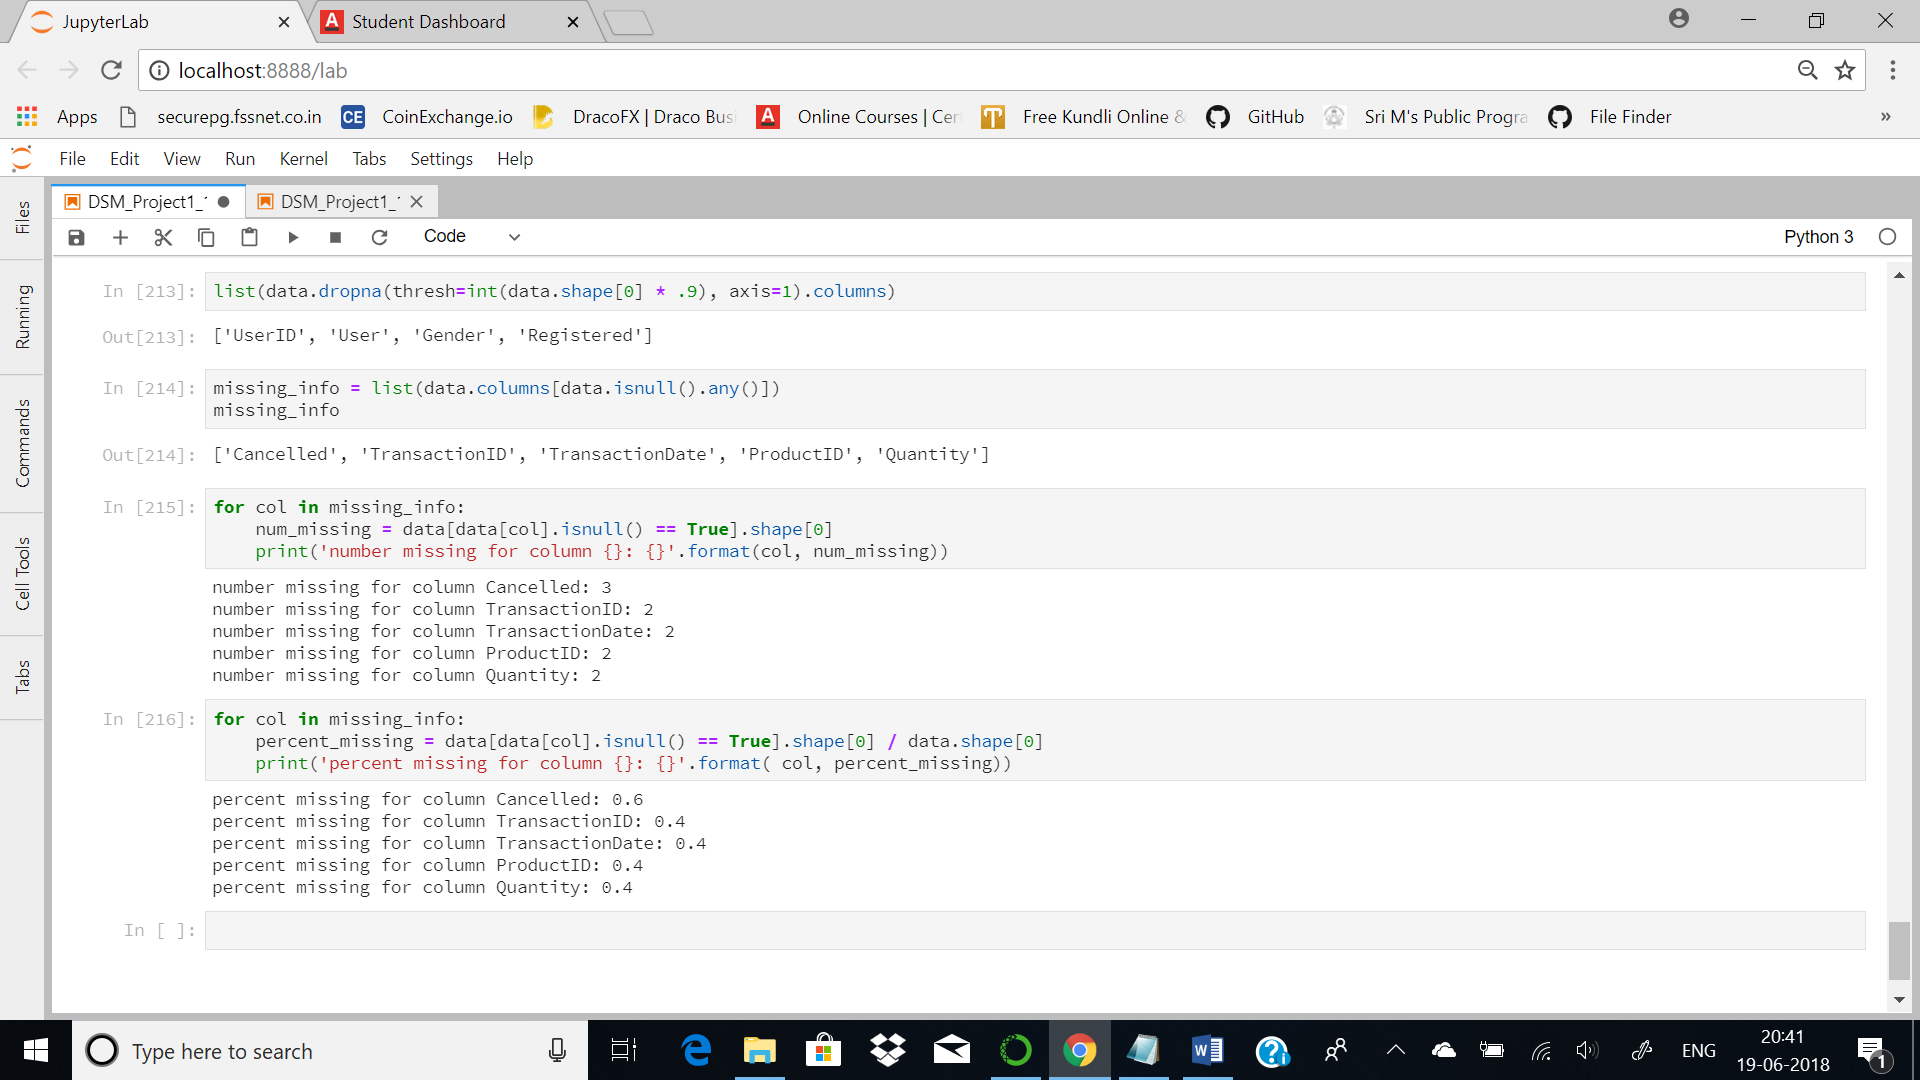 JupyterLab
Student Dashboard
localhost:8888/lab
Apps securepg.fssnet.co.in CE CoinExchange.io DracoFX | Draco Busi A Online Courses | Cer T Free Kundli Online & GitHub Sri M's Public Progra File Finder »
File Edit View Run Kernel Tabs Settings Help
DSM_Project1_
DSM_Project1_
Code
Python 3
Files
Running
Commands
Cell Tools
Tabs
In [213]: list(data.dropna(thresh=int(data.shape[0] * .9), axis=1).columns)
Out[213]: ['UserID', 'User', 'Gender', 'Registered']
In [214]: missing_info = list(data.columns[data.isnull().any()])
missing_info
Out[214]: ['Cancelled', 'TransactionID', 'TransactionDate', 'ProductID', 'Quantity']
In [215]: for col in missing_info:
    num_missing = data[data[col].isnull() == True].shape[0]
    print('number missing for column {}: {}'.format(col, num_missing))
number missing for column Cancelled: 3
number missing for column TransactionID: 2
number missing for column TransactionDate: 2
number missing for column ProductID: 2
number missing for column Quantity: 2
In [216]: for col in missing_info:
    percent_missing = data[data[col].isnull() == True].shape[0] / data.shape[0]
    print('percent missing for column {}: {}'.format( col, percent_missing))
percent missing for column Cancelled: 0.6
percent missing for column TransactionID: 0.4
percent missing for column TransactionDate: 0.4
percent missing for column ProductID: 0.4
percent missing for column Quantity: 0.4
In [ ]:
Type here to search
ENG
20:41
19-06-2018
1